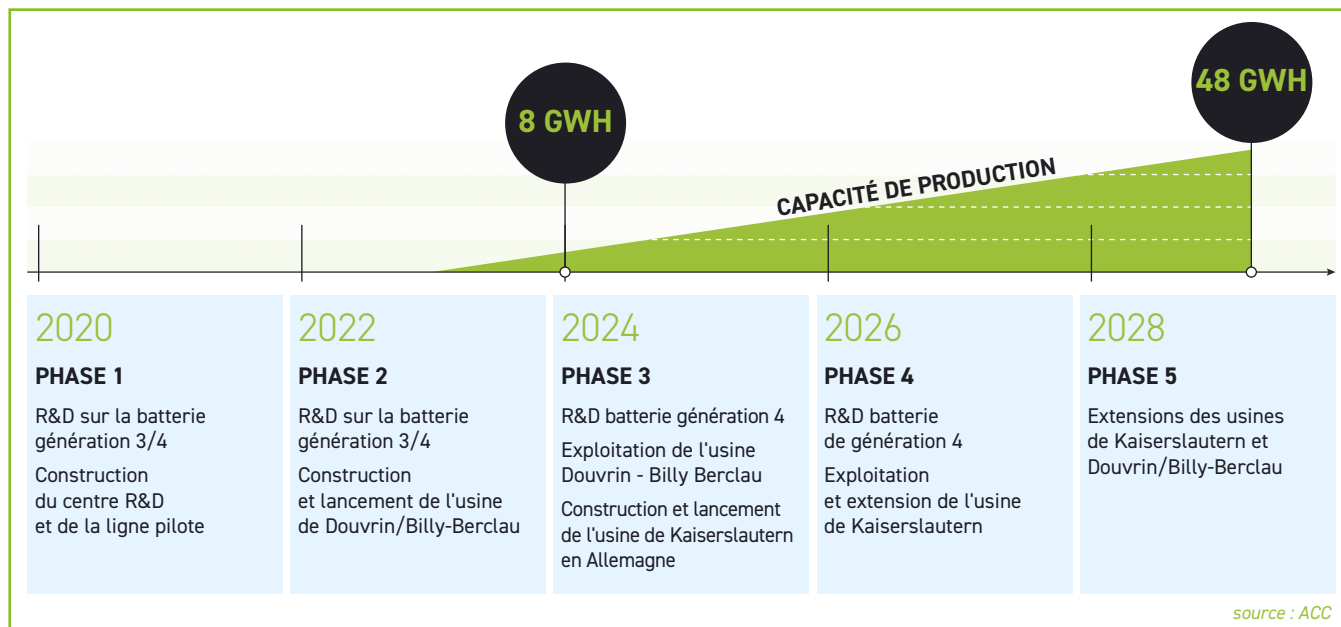 8 GWH
48 GWH
CAPACITÉ DE PRODUCTION
2020
PHASE 1
R&D sur la batterie
génération 3/4
Construction
du centre R&D
et de la ligne pilote
2022
PHASE 2
R&D sur la batterie
génération 3/4
Construction
et lancement de l'usine
de Douvrin/Billy-Berclau
2024
PHASE 3
R&D batterie génération 4
Exploitation de l'usine
Douvrin - Billy Berclau
Construction et lancement
de l'usine de Kaiserslautern
en Allemagne
2026
PHASE 4
R&D batterie
de génération 4
Exploitation
et extension de l'usine
de Kaiserslautern
2028
PHASE 5
Extensions des usines
de Kaiserslautern et
Douvrin/Billy-Berclau
source : ACC